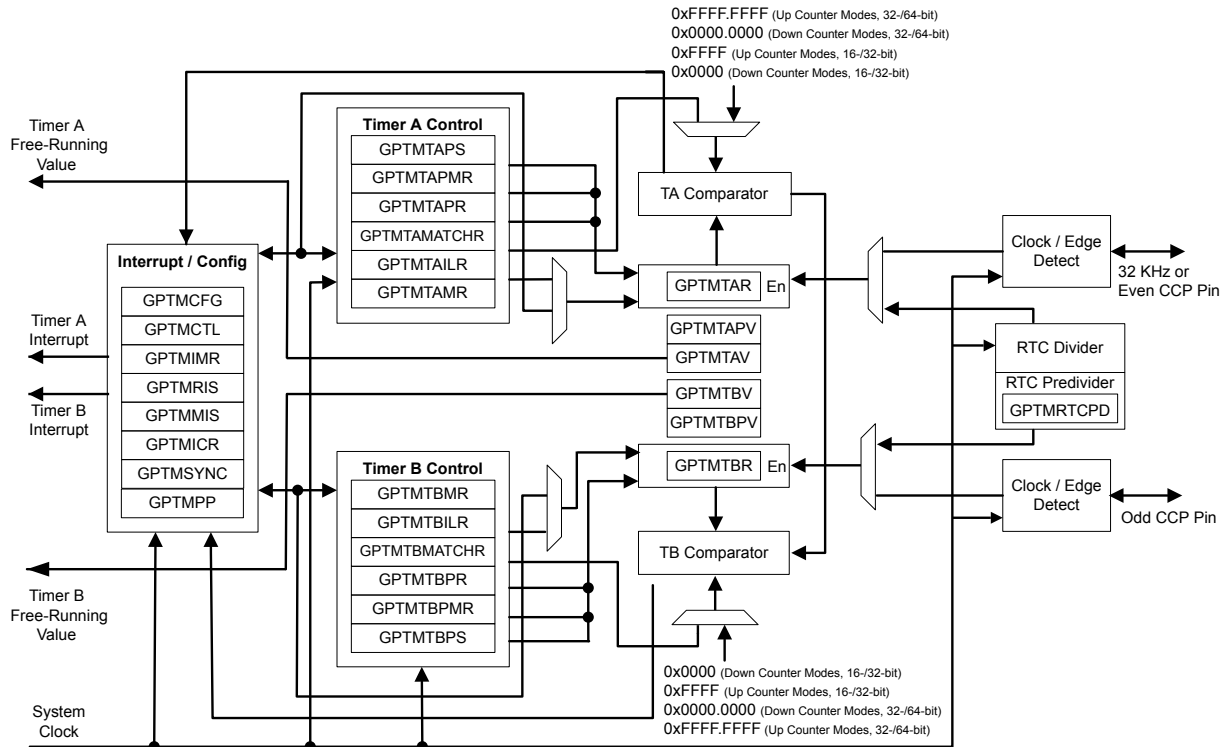 0xFFFF.FFFF (Up Counter Modes, 32-/64-bit)
0x0000.0000 (Down Counter Modes, 32-/64-bit)
0xFFFF (Up Counter Modes, 16-/32-bit)
0x0000 (Down Counter Modes, 16-/32-bit)
Timer A
Free-Running
Value
Timer A Control
GPTMTAPS
GPTMTAPMR
GPTMTAPR
GPTMTAMATCHR
GPTMTAILR
GPTMTAMR
TA Comparator
GPTMTAR En
Clock / Edge
Detect
32 KHz or
Even CCP Pin
Interrupt / Config
GPTMCFG
GPTMCTL
GPTMIMR
GPTMRIS
GPTMMIS
GPTMICR
GPTMSYNC
GPTMPP
Timer A
Interrupt
Timer B
Interrupt
GPTMTAPV
GPTMTAV
GPTMTBV
GPTMTBPV
RTC Divider
RTC Predivider
GPTMRTCPD
Timer B Control
GPTMTBMR
GPTMTBILR
GPTMTBMATCHR
GPTMTBPR
GPTMTBPMR
GPTMTBPS
GPTMTBR En
TB Comparator
Clock / Edge
Detect
Odd CCP Pin
Timer B
Free-Running
Value
0x0000 (Down Counter Modes, 16-/32-bit)
0xFFFF (Up Counter Modes, 16-/32-bit)
0x0000.0000 (Down Counter Modes, 32-/64-bit)
0xFFFF.FFFF (Up Counter Modes, 32-/64-bit)
System
Clock